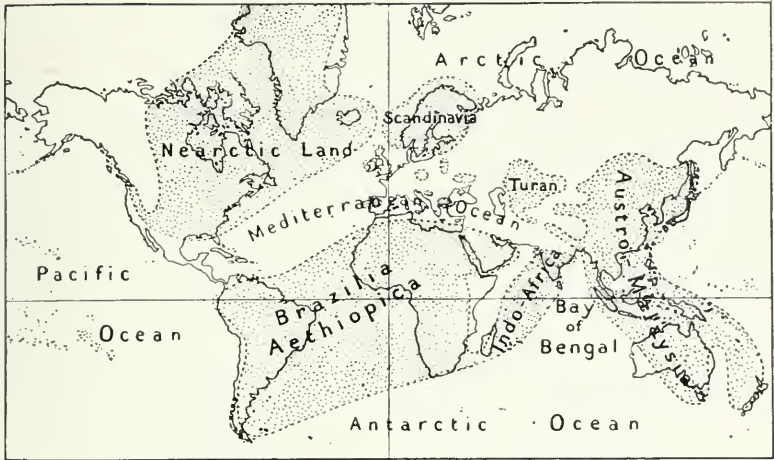 Arctic Ocean
Scandinavia
Nearctic Land
Turan
Mediterranean Ocean
Austro Malaysia
Pacific Ocean
Brazilia Aethiopica
Indo Africa
Bay of Bengal
Antarctic Ocean